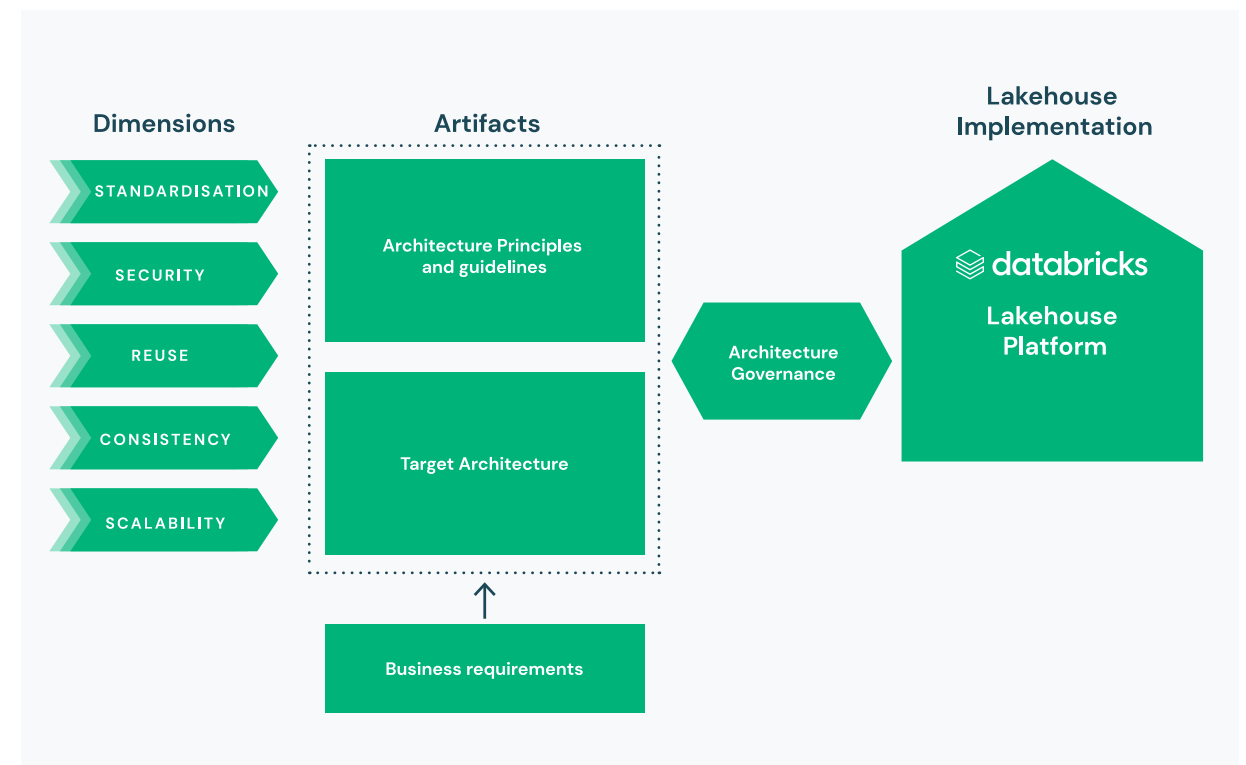 Dimensions
STANDARDISATION
SECURITY
REUSE
CONSISTENCY
SCALABILITY
Artifacts
Architecture Principles
and guidelines
Target Architecture
Business requirements
Architecture
Governance
Lakehouse
Implementation
databricks
Lakehouse
Platform